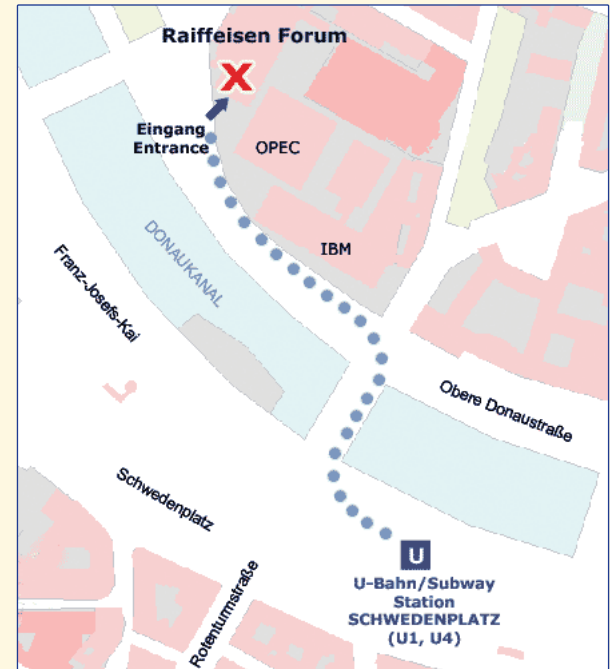 Raiffeisen Forum
X
Eingang
Entrance
OPEC
IBM
DONAUKANAL
Franz-Josefs-Kai
Obere Donaustraße
Schwedenplatz
Rotenturmstraße
U
U-Bahn/Subway
Station
SCHWEDENPLATZ
(U1, U4)